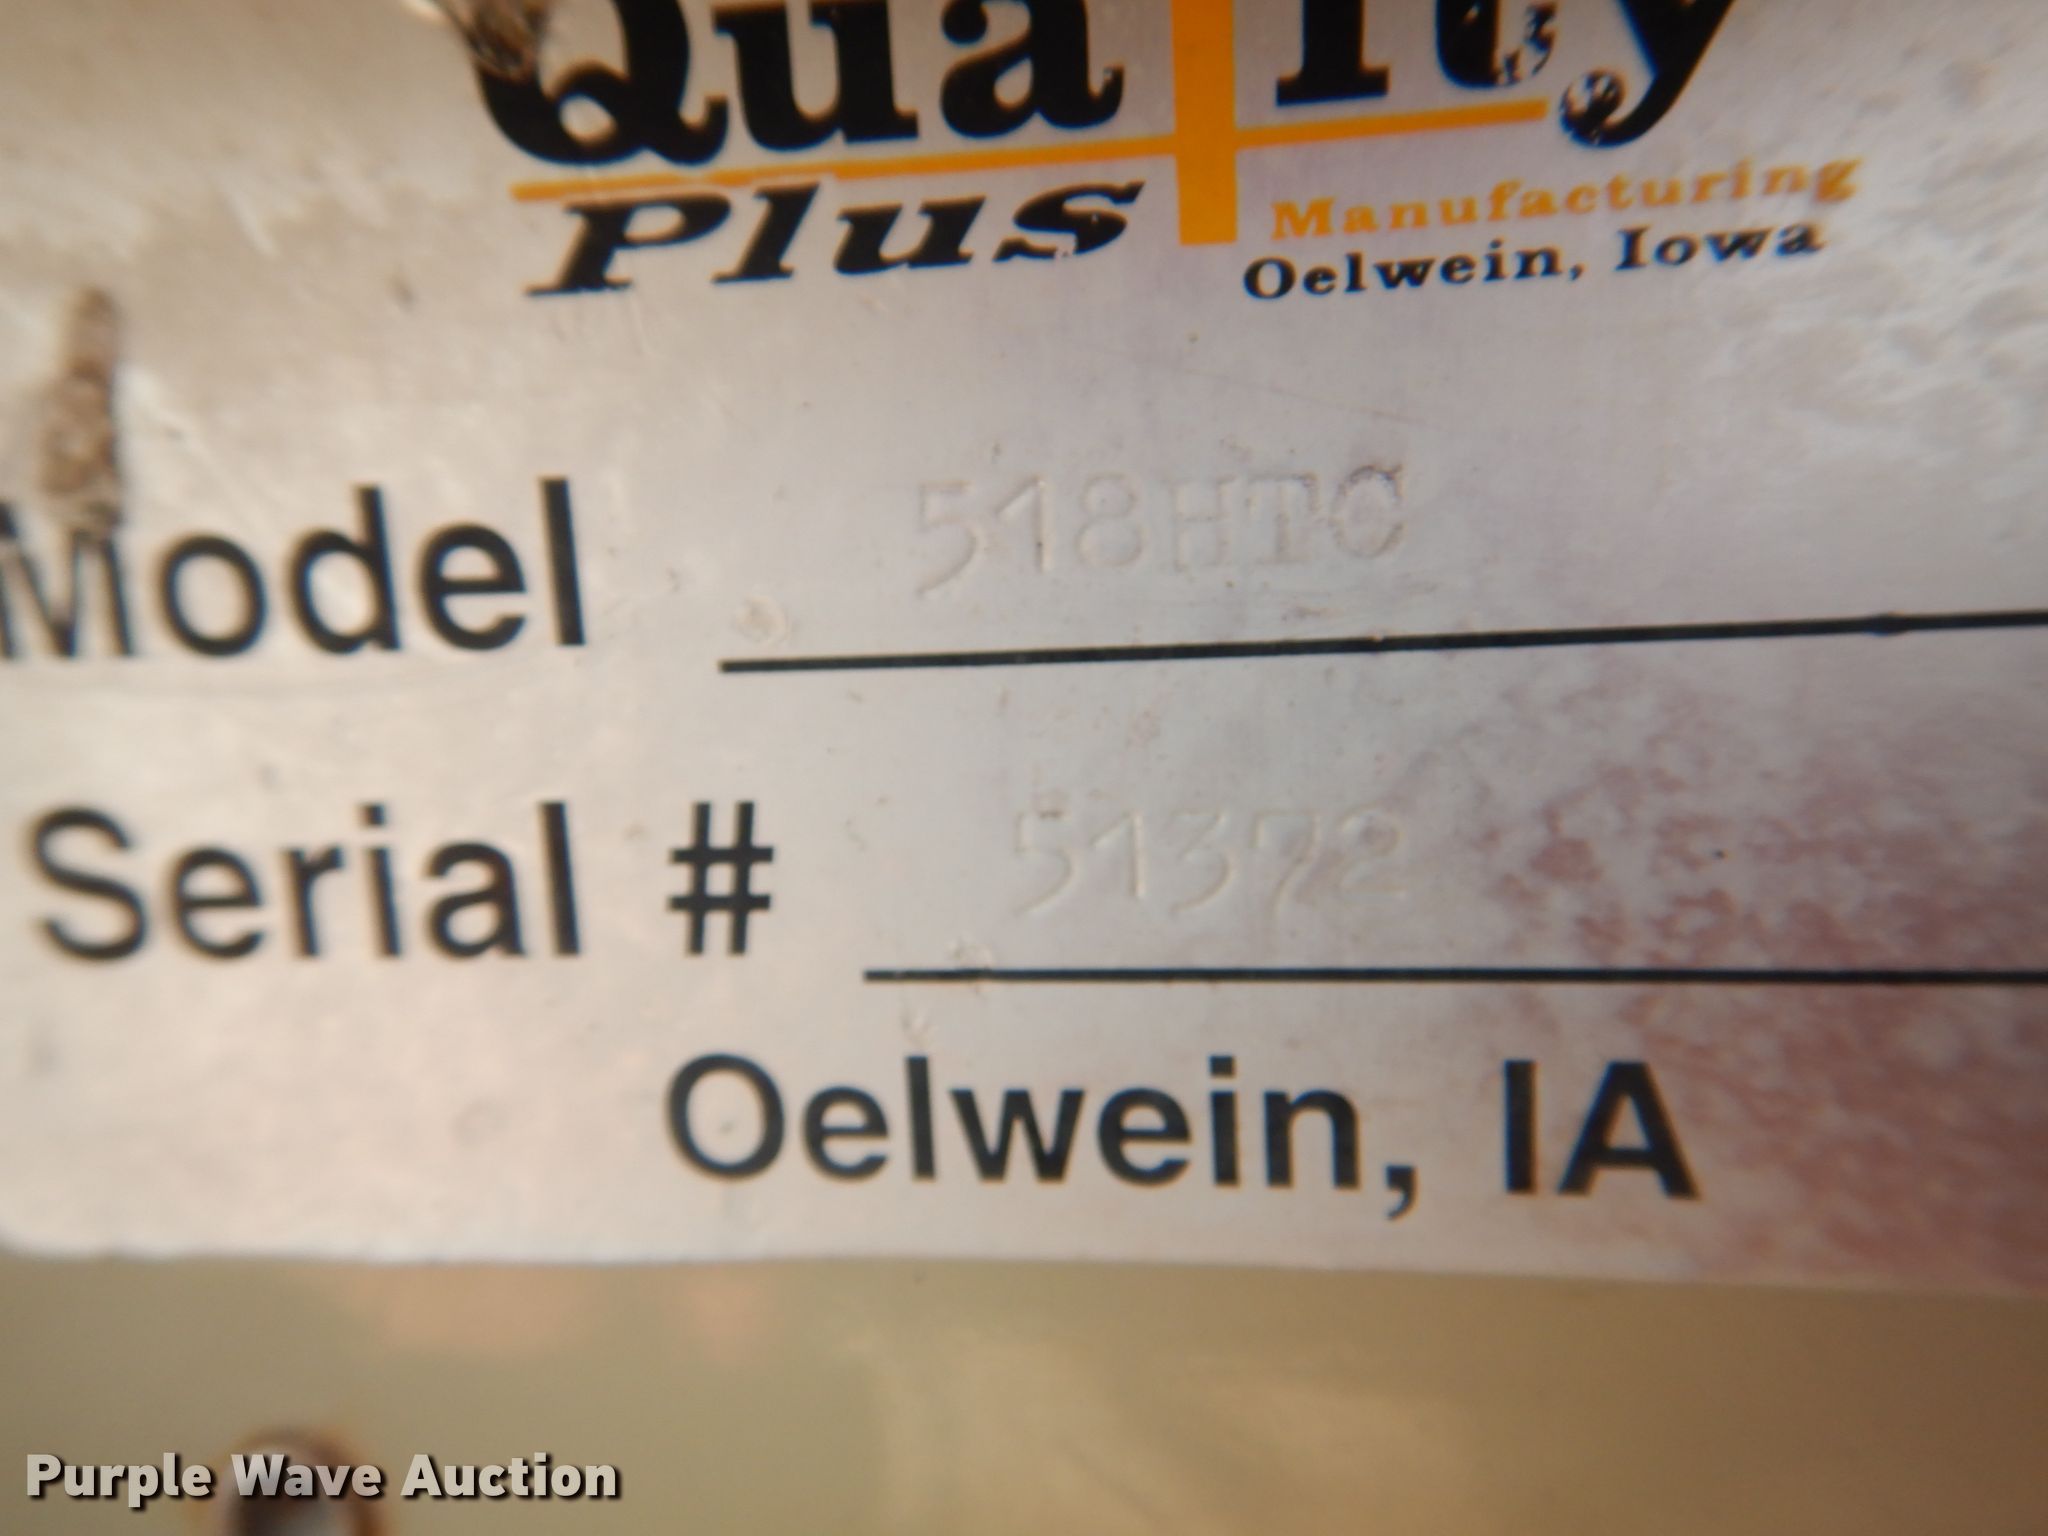 Quality
Plus
Manufacturing
Oelwein, Iowa
Model 518HTC
Serial # 51372
Oelwein, IA
Purple Wave Auction